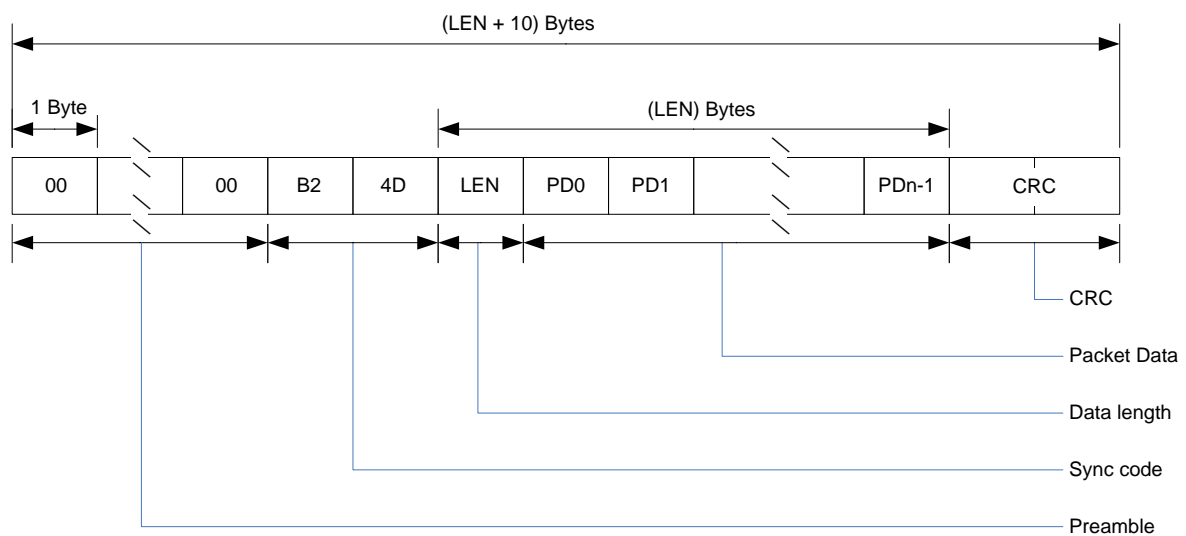 (LEN + 10) Bytes
1 Byte
(LEN) Bytes
00 00 B2 4D LEN PD0 PD1 PDn-1 CRC
CRC
Packet Data
Data length
Sync code
Preamble